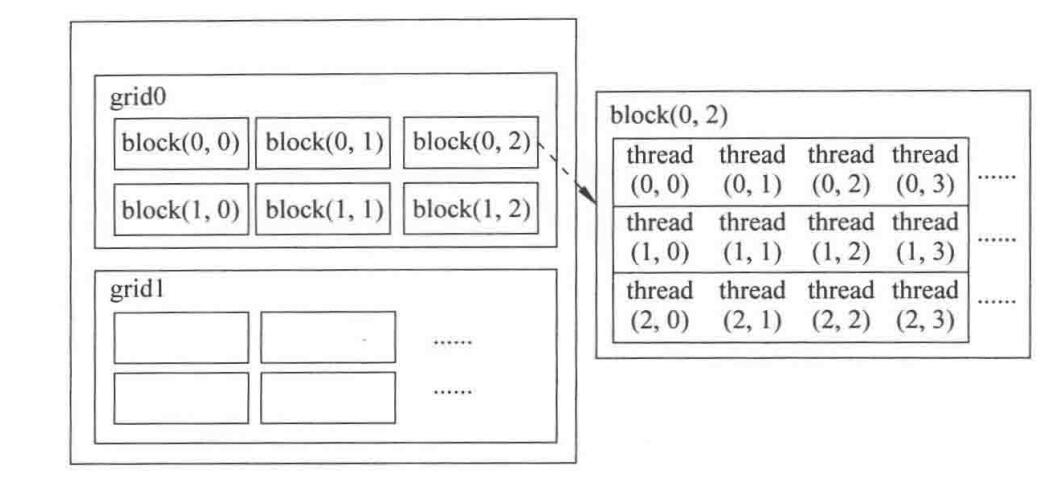 grid0
block(0, 0) block(0, 1) block(0, 2)
block(1, 0) block(1, 1) block(1, 2)
grid1
......
......
block(0, 2)
thread thread thread thread
(0, 0) (0, 1) (0, 2) (0, 3) ......
thread thread thread thread
(1, 0) (1, 1) (1, 2) (1, 3) ......
thread thread thread thread
(2, 0) (2, 1) (2, 2) (2, 3) ......